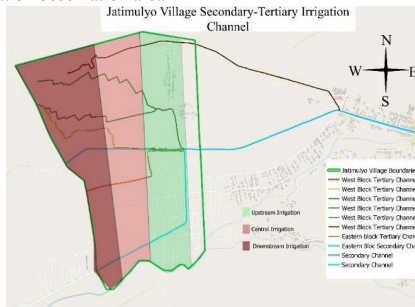 Jatimulyo Village Secondary-Tertiary Irrigation
Channel
N
W
E
S
Upstream Irrigation
Central Irrigation
Downstream Irrigation
Jatimulyo Village Boundarie
West Block Tertiary Channe
West Block Tertiary Channe
West Block Tertiary Channe
West Block Tertiary Channe
West Block Tertiary Channe
West Block Tertiary Channe
Eastern block Tertiary Chan
Eastern Bloc Secondary Cha
Secondary Channel
Secondary Channel